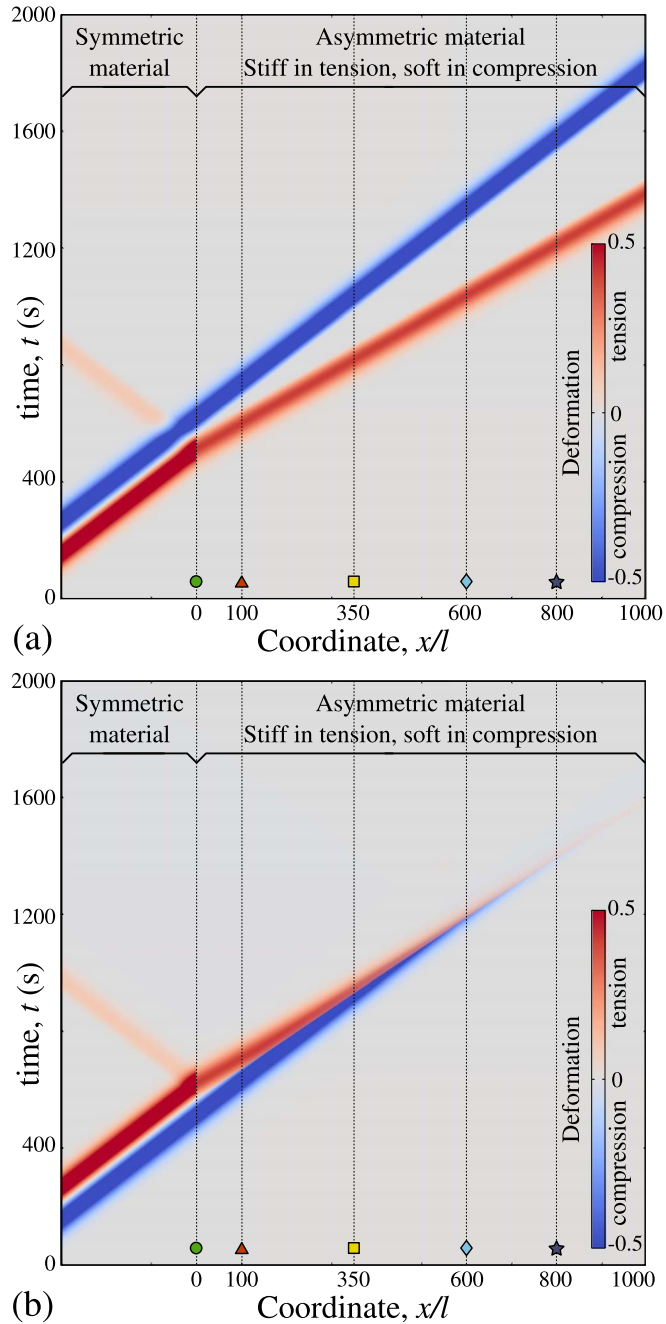 2000
Symmetric
material
Asymmetric material
Stiff in tension, soft in compression
1600
1200
time, t (s)
400
0
0.5
tension
Deformation
0
compression
-0.5
0
100
350
600
800
1000
(a)
Coordinate, x/l
2000
Symmetric
material
Asymmetric material
Stiff in tension, soft in compression
1600
1200
time, t (s)
400
0
0.5
tension
Deformation
0
compression
-0.5
0
100
350
600
800
1000
(b)
Coordinate, x/l